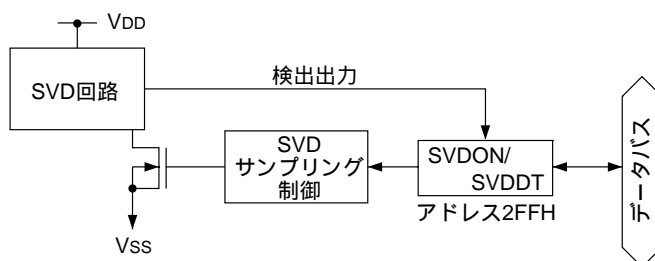 VDD
SVD回路
検出出力
SVD
サンプリング
制御
SVDON/
SVDDT
アドレス2FFH
データバス
VSS